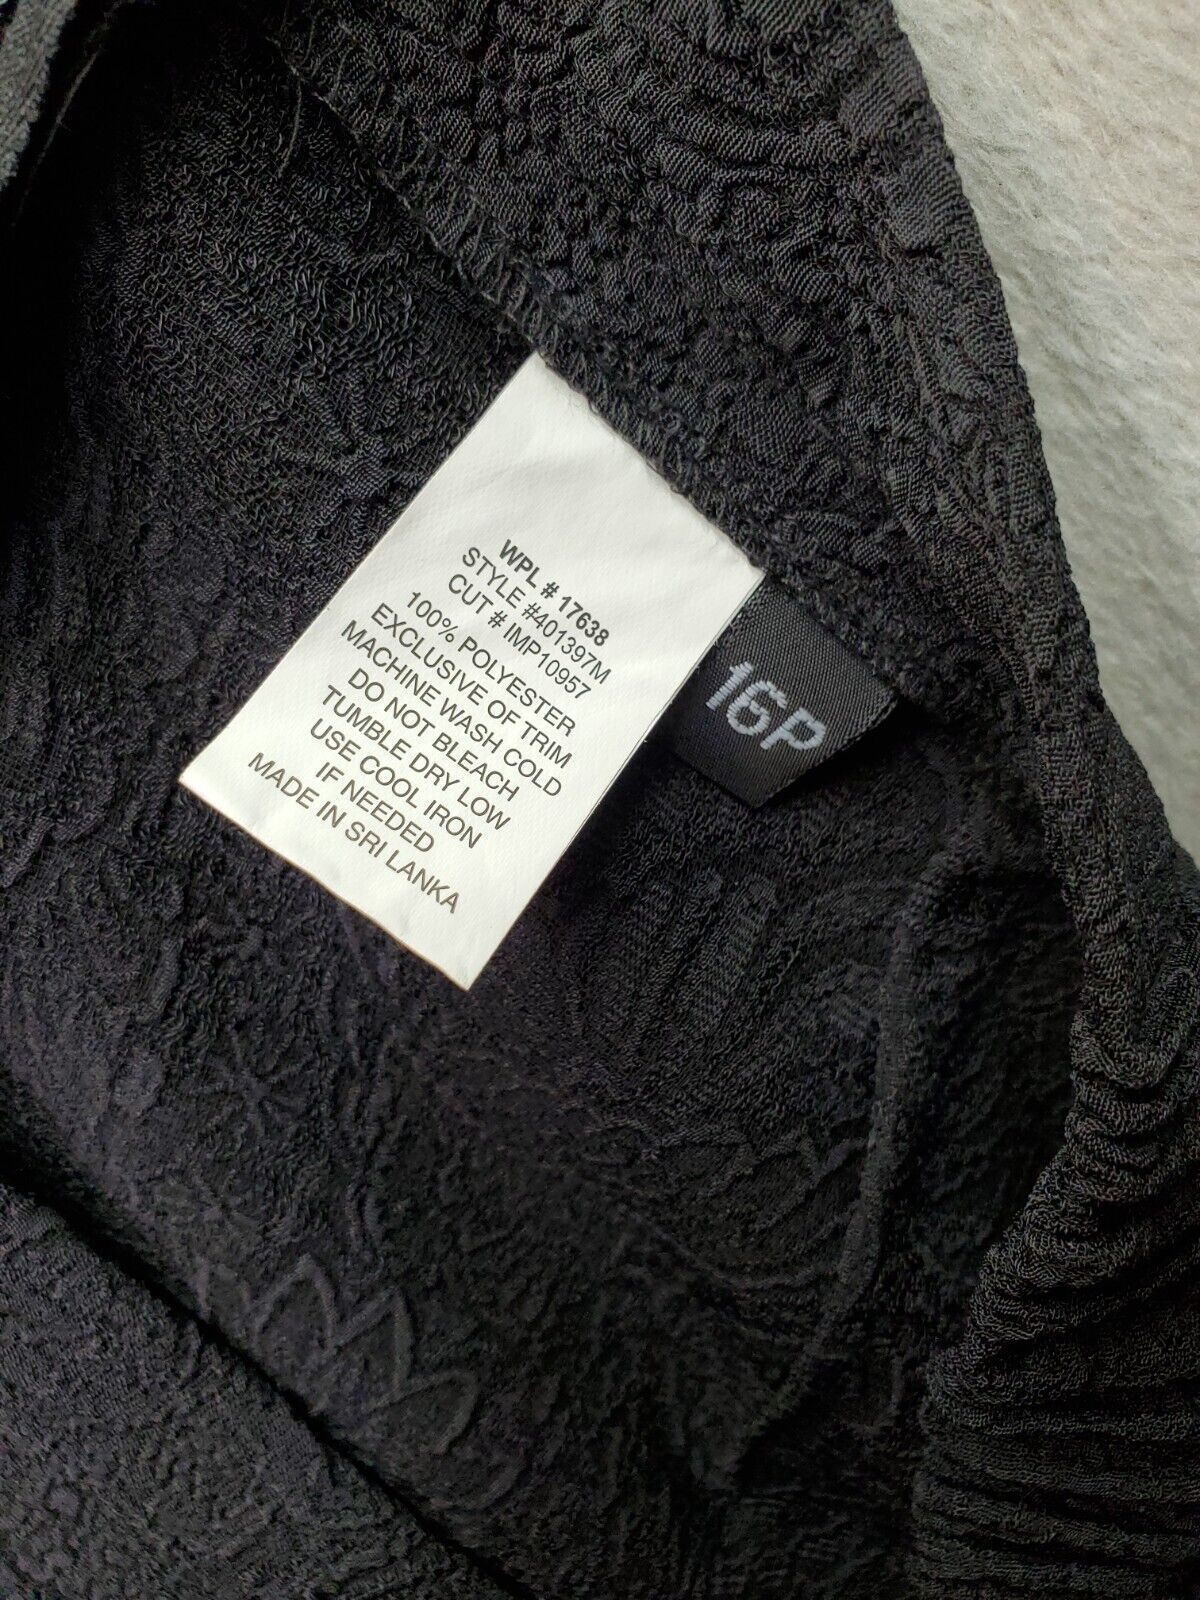 WPL # 17638
STYLE #401397M
CUT # IMP10957
100% POLYESTER
EXCLUSIVE OF TRIM
MACHINE WASH COLD
DO NOT BLEACH
TUMBLE DRY LOW
USE COOL IRON
IF NEEDED
MADE IN SRI LANKA
16P